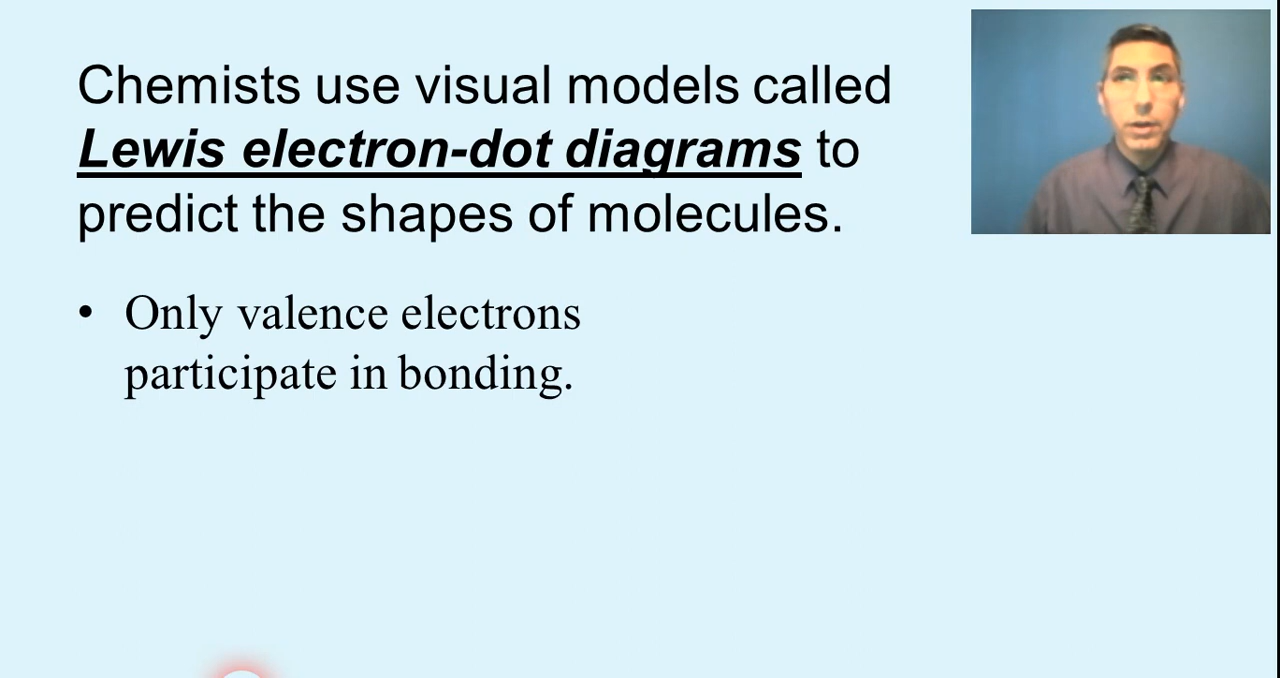 Chemists use visual models called
Lewis electron-dot diagrams to
predict the shapes of molecules.
• Only valence electrons
participate in bonding.